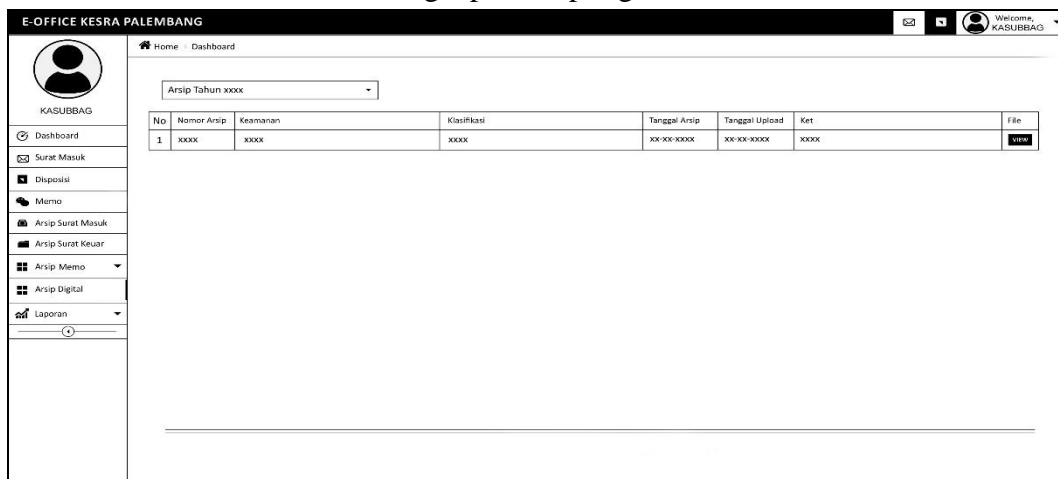 E-OFFICE KESRA PALEMBANG
Welcome,
KASUBBAG
Home Dashboard
KASUBBAG
Dashboard
Surat Masuk
Disposisi
Memo
Arsip Surat Masuk
Arsip Surat Keuar
Arsip Memo
Arsip Digital
Laporan
Arsip Tahun xxxx
No Nomor Arsip Keamanan Klasifikasi Tanggal Arsip Tanggal Upload Ket File
1 xxxx xxxx xxxx xx-xx-xxxx xx-xx-xxxx xxxx VIEW